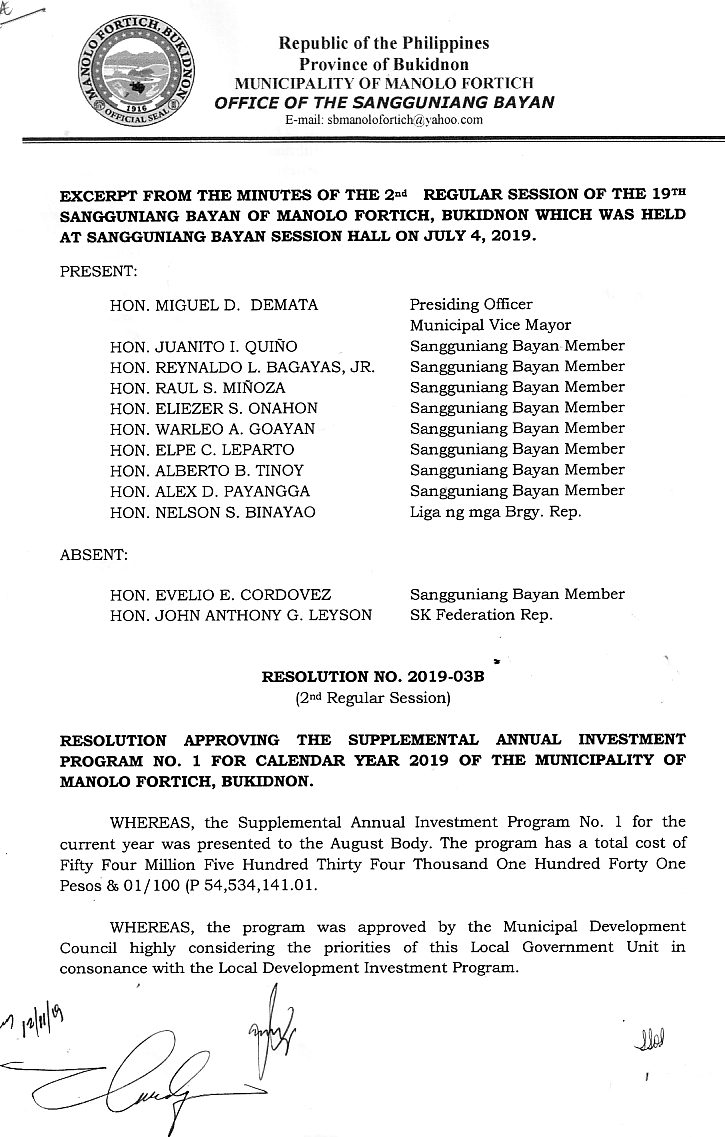 MANOLO FORTICH, BUKIDNON
1916
OFFICIAL SEAL
Republic of the Philippines
Province of Bukidnon
MUNICIPALITY OF MANOLO FORTICH
OFFICE OF THE SANGGUNIANG BAYAN
E-mail: sbmanolofortich@yahoo.com
EXCERPT FROM THE MINUTES OF THE 2nd REGULAR SESSION OF THE 19TH
SANGGUNIANG BAYAN OF MANOLO FORTICH, BUKIDNON WHICH WAS HELD
AT SANGGUNIANG BAYAN SESSION HALL ON JULY 4, 2019.
PRESENT:
HON. MIGUEL D. DEMATA Presiding Officer
Municipal Vice Mayor
HON. JUANITO I. QUIÑO Sangguniang Bayan Member
HON. REYNALDO L. BAGAYAS, JR. Sangguniang Bayan Member
HON. RAUL S. MIÑOZA Sangguniang Bayan Member
HON. ELIEZER S. ONAHON Sangguniang Bayan Member
HON. WARLEO A. GOAYAN Sangguniang Bayan Member
HON. ELPE C. LEPARTO Sangguniang Bayan Member
HON. ALBERTO B. TINOY Sangguniang Bayan Member
HON. ALEX D. PAYANGGA Sangguniang Bayan Member
HON. NELSON S. BINAYAO Liga ng mga Brgy. Rep.
ABSENT:
HON. EVELIO E. CORDOVEZ Sangguniang Bayan Member
HON. JOHN ANTHONY G. LEYSON SK Federation Rep.
RESOLUTION NO. 2019-03B
(2nd Regular Session)
RESOLUTION APPROVING THE SUPPLEMENTAL ANNUAL INVESTMENT
PROGRAM NO. 1 FOR CALENDAR YEAR 2019 OF THE MUNICIPALITY OF
MANOLO FORTICH, BUKIDNON.
WHEREAS, the Supplemental Annual Investment Program No. 1 for the
current year was presented to the August Body. The program has a total cost of
Fifty Four Million Five Hundred Thirty Four Thousand One Hundred Forty One
Pesos & 01/100 (P 54,534,141.01.
WHEREAS, the program was approved by the Municipal Development
Council highly considering the priorities of this Local Government Unit in
consonance with the Local Development Investment Program.
12/11/19
1